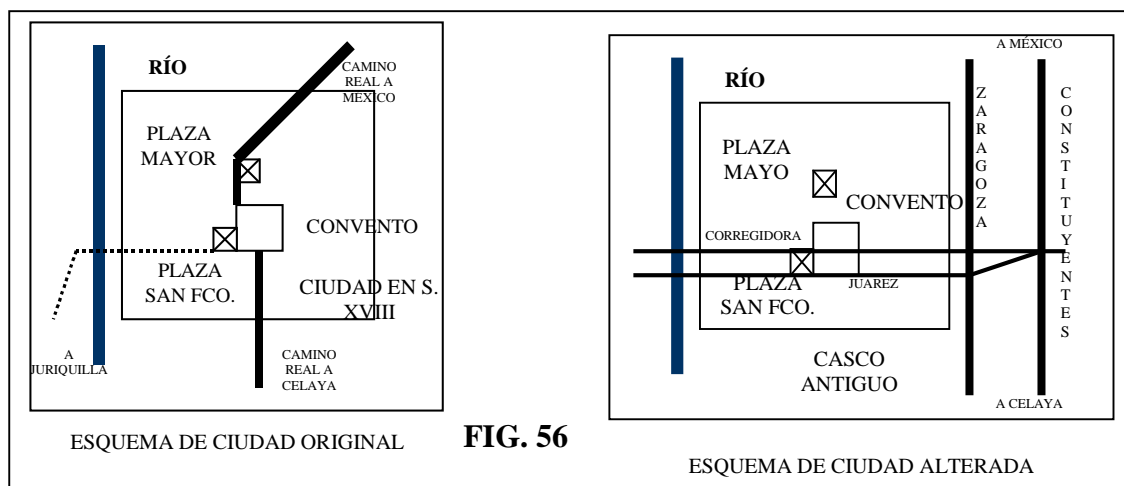 RÍO
CAMINO
REAL A
MEXICO
PLAZA
MAYOR
CONVENTO
PLAZA
SAN FCO.
CIUDAD EN S.
XVIII
A
JURIQUILLA
CAMINO
REAL A
CELAYA
ESQUEMA DE CIUDAD ORIGINAL
FIG. 56
A MÉXICO
RÍO
ZARAGOZA
CONSTITUYENTES
PLAZA
MAYO
CONVENTO
CORREGIDORA
PLAZA
SAN FCO.
JUAREZ
CASCO
ANTIGUO
A CELAYA
ESQUEMA DE CIUDAD ALTERADA